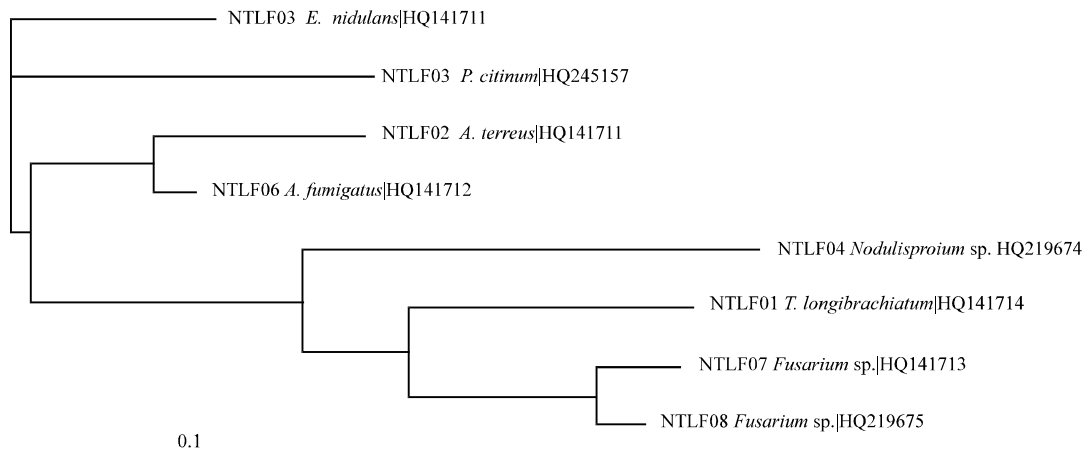 NTLF03 E. nidulans|HQ141711
NTLF03 P. citinum|HQ245157
NTLF02 A. terreus|HQ141711
NTLF06 A. fumigatus|HQ141712
NTLF04 Nodulisproium sp. HQ219674
NTLF01 T. longibrachiatum|HQ141714
NTLF07 Fusarium sp.|HQ141713
NTLF08 Fusarium sp.|HQ219675
0.1